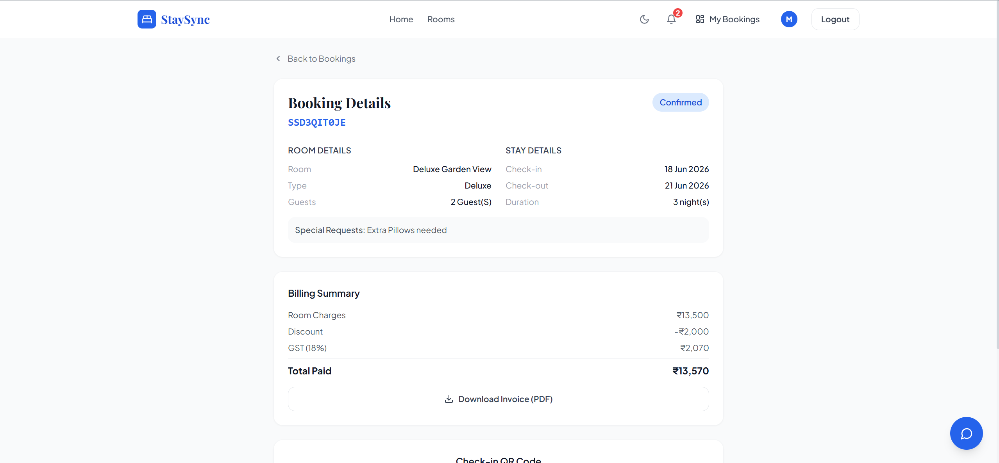 StaySync
Home
Rooms
2
My Bookings
M
Logout
Back to Bookings
Booking Details
Confirmed
SSD3QIT0JE
ROOM DETAILS
Room Deluxe Garden View
Type Deluxe
Guests 2 Guest(S)
STAY DETAILS
Check-in 18 Jun 2026
Check-out 21 Jun 2026
Duration 3 night(s)
Special Requests: Extra Pillows needed
Billing Summary
Room Charges ₹13,500
Discount -₹2,000
GST (18%) ₹2,070
Total Paid ₹13,570
Download Invoice (PDF)
Check-in QR Code